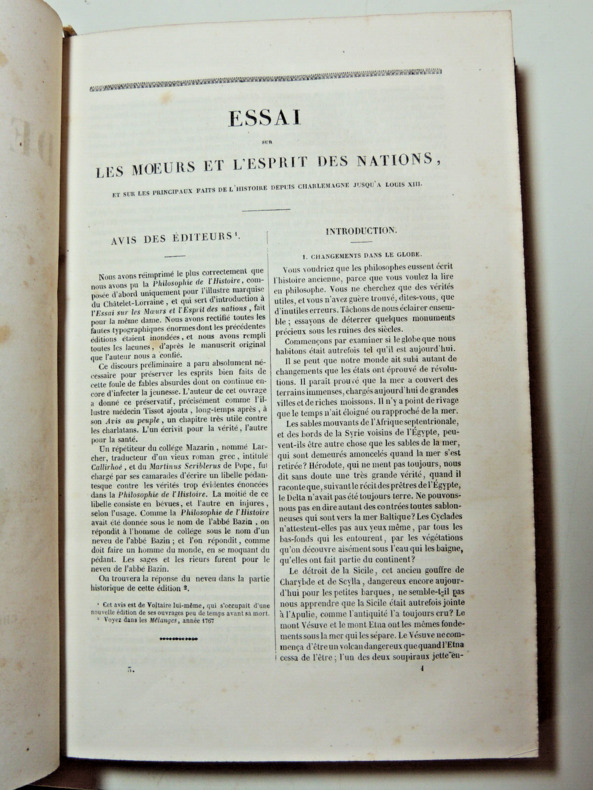 ESSAI
SUR
LES MŒURS ET L'ESPRIT DES NATIONS,
ET SUR LES PRINCIPAUX FAITS DE L'HISTOIRE DEPUIS CHARLEMAGNE JUSQU'A LOUIS XIII.
AVIS DES ÉDITEURS¹.
Nous avons réimprimé le plus correctement que
nous avons pu la Philosophie de l'Histoire, com-
posée d'abord uniquement pour l'illustre marquise
du Châtelet-Lorraine, et qui sert d'introduction à
l'Essai sur les Mœurs et l'Esprit des nations, fait
pour la même dame. Nous avons rectifié toutes les
fautes typographiques énormes dont les précédentes
éditions étaient inondées, et nous avons rempli
toutes les lacunes, d'après le manuscrit original
que l'auteur nous a confié.
Ce discours préliminaire a paru absolument né-
cessaire pour préserver les esprits bien faits de
cette foule de fables absurdes dont on continue en-
core d'infecter la jeunesse. L'auteur de cet ouvrage
a donné ce préservatif, précisément comme l'il-
lustre médecin Tissot ajouta, long-temps après, à
son Avis au peuple, un chapitre très utile contre
les charlatans. L'un écrivit pour la vérité, l'autre
pour la santé.
Un répétiteur du collége Mazarin, nommé Lar-
cher, traducteur d'un vieux roman grec, intitulé
Callirhoé, et du Martinus Scriblerus de Pope, fut
chargé par ses camarades d'écrire un libelle pédan-
tesque contre les vérités trop évidentes énoncées
dans la Philosophie de l'Histoire. La moitié de ce
libelle consiste en bévues, et l'autre en injures,
selon l'usage. Comme la Philosophie de l'Histoire
avait été donnée sous le nom de l'abbé Bazin, on
répondit à l'homme de collége sous le nom d'un
neveu de l'abbé Bazin; et l'on répondit, comme
doit faire un homme du monde, en se moquant du
pédant. Les sages et les rieurs furent pour le
neveu de l'abbé Bazin.
On trouvera la réponse du neveu dans la partie
historique de cette édition ².
¹ Cet avis est de Voltaire lui-même, qui s'occupait d'une
nouvelle édition de ses ouvrages peu de temps avant sa mort.
² Voyez dans les Mélanges, année 1767
3.
INTRODUCTION.
I. CHANGEMENTS DANS LE GLOBE.
Vous voudriez que les philosophes eussent écrit
l'histoire ancienne, parce que vous voulez la lire
en philosophe. Vous ne cherchez que des vérités
utiles, et vous n'avez guère trouvé, dites-vous, que
d'inutiles erreurs. Tâchons de nous éclairer ensem-
ble; essayons de déterrer quelques monuments
précieux sous les ruines des siècles.
Commençons par examiner si le globe que nous
habitons était autrefois tel qu'il est aujourd'hui.
Il se peut que notre monde ait subi autant de
changements que les états ont éprouvé de révolu-
tions. Il paraît prouvé que la mer a couvert des
terrains immenses, chargés aujourd'hui de grandes
villes et de riches moissons. Il n'y a point de rivage
que le temps n'ait éloigné ou rapproché de la mer.
Les sables mouvants de l'Afrique septentrionale,
et des bords de la Syrie voisins de l'Égypte, peu-
vent-ils être autre chose que les sables de la mer,
qui sont demeurés amoncelés quand la mer s'est
retirée? Hérodote, qui ne ment pas toujours, nous
dit sans doute une très grande vérité, quand il
raconte que, suivant le récit des prêtres de l'Égypte,
le Delta n'avait pas été toujours terre. Ne pouvons-
nous pas en dire autant des contrées toutes sablon-
neuses qui sont vers la mer Baltique? Les Cyclades
n'attestent-elles pas aux yeux même, par tous les
bas-fonds qui les entourent, par les végétations
qu'on découvre aisément sous l'eau qui les baigne,
qu'elles ont fait partie du continent?
Le détroit de la Sicile, cet ancien gouffre de
Charybde et de Scylla, dangereux encore aujour-
d'hui pour les petites barques, ne semble-t-il pas
nous apprendre que la Sicile était autrefois jointe
à l'Apulie, comme l'antiquité l'a toujours cru? Le
mont Vésuve et le mont Etna ont les mêmes fonde-
ments sous la mer qui les sépare. Le Vésuve ne com-
mença d'être un volcan dangereux que quand l'Etna
cessa de l'être; l'un des deux soupiraux jette en-
1